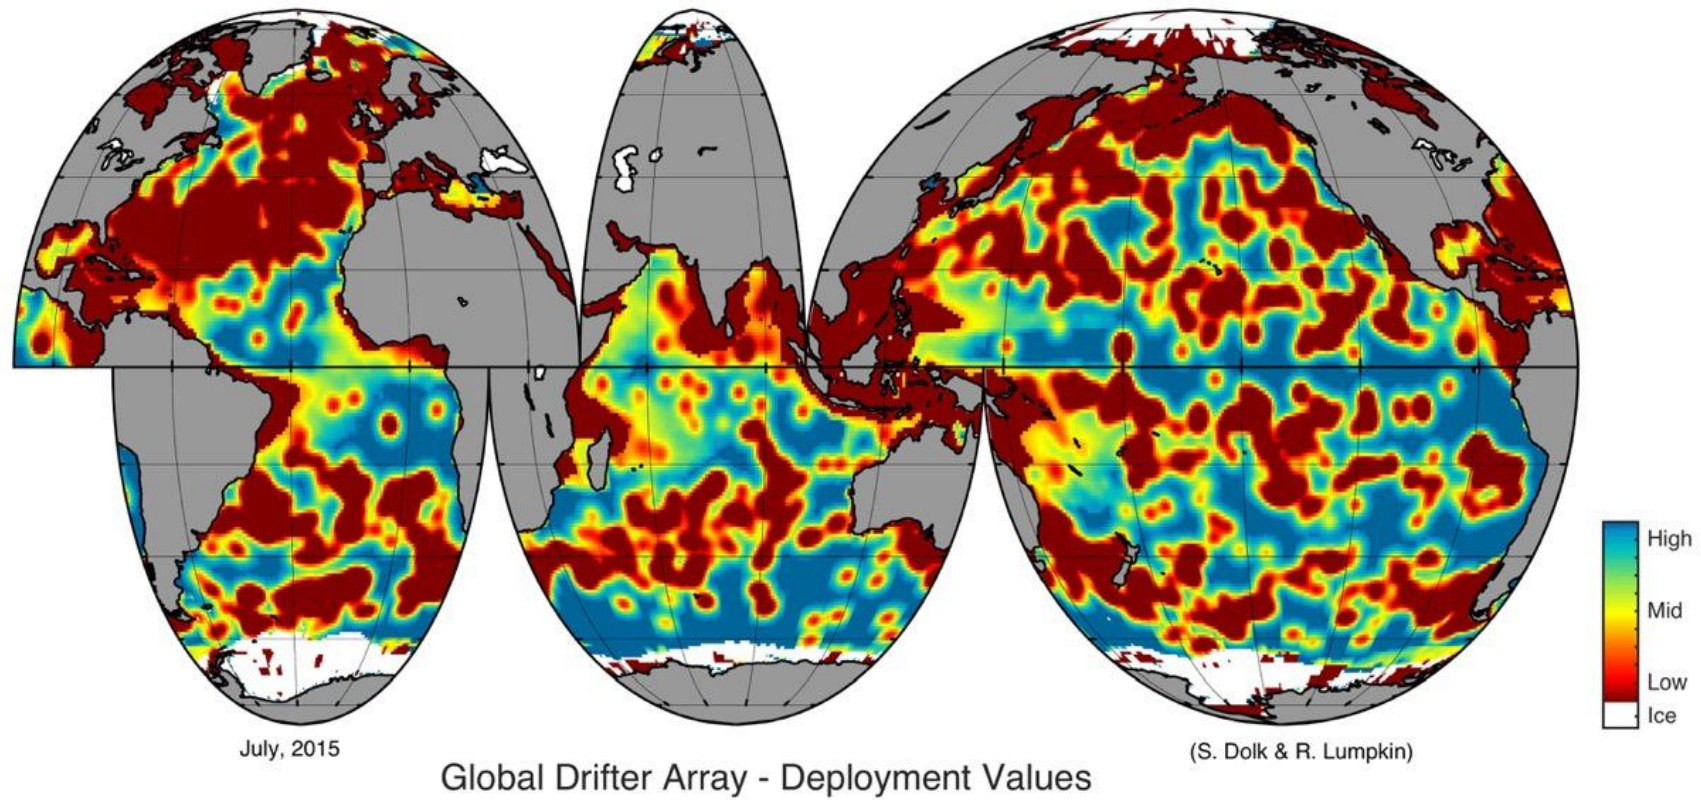 High
Mid
Low
Ice
July, 2015
(S. Dolk & R. Lumpkin)
Global Drifter Array - Deployment Values